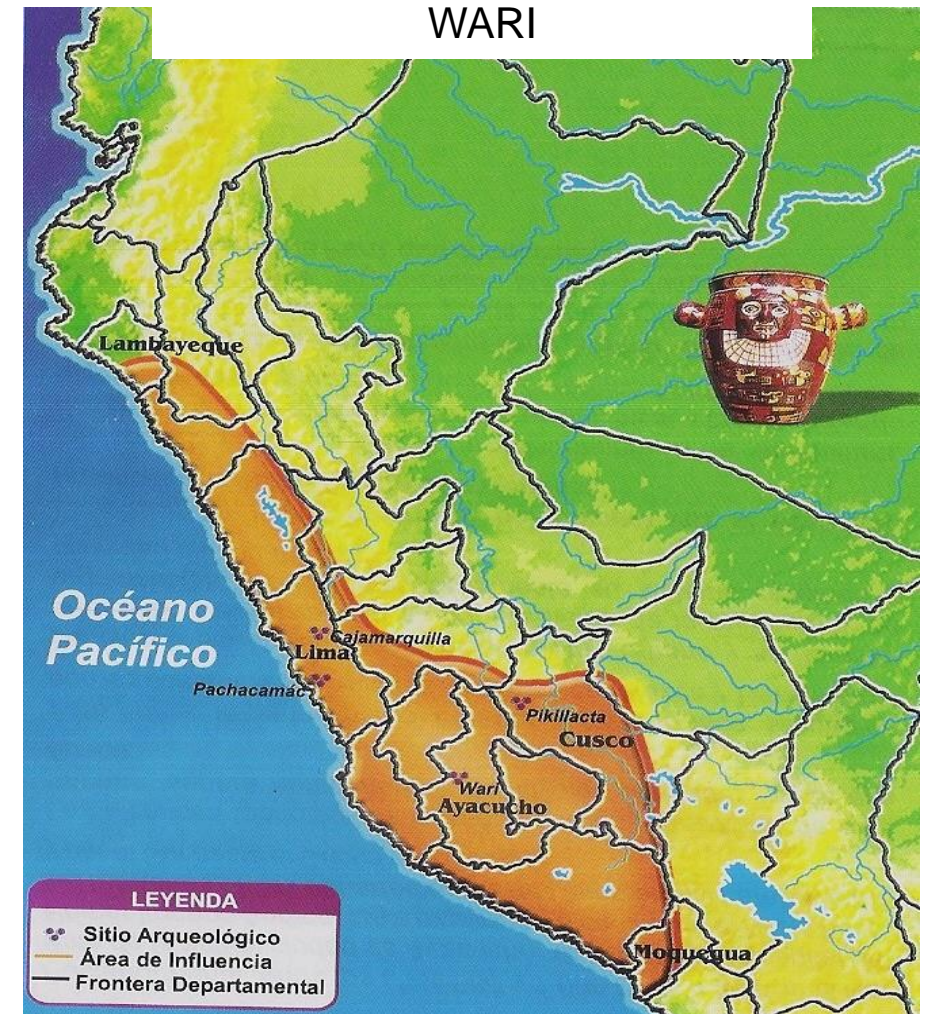 WARI
Lambayeque
Océano
Pacífico
Cajamarquilla
Lima
Pachacamác
Pikillacta
Cusco
Wari
Ayacucho
Moquegua
LEYENDA
Sitio Arqueológico
Área de Influencia
Frontera Departamental